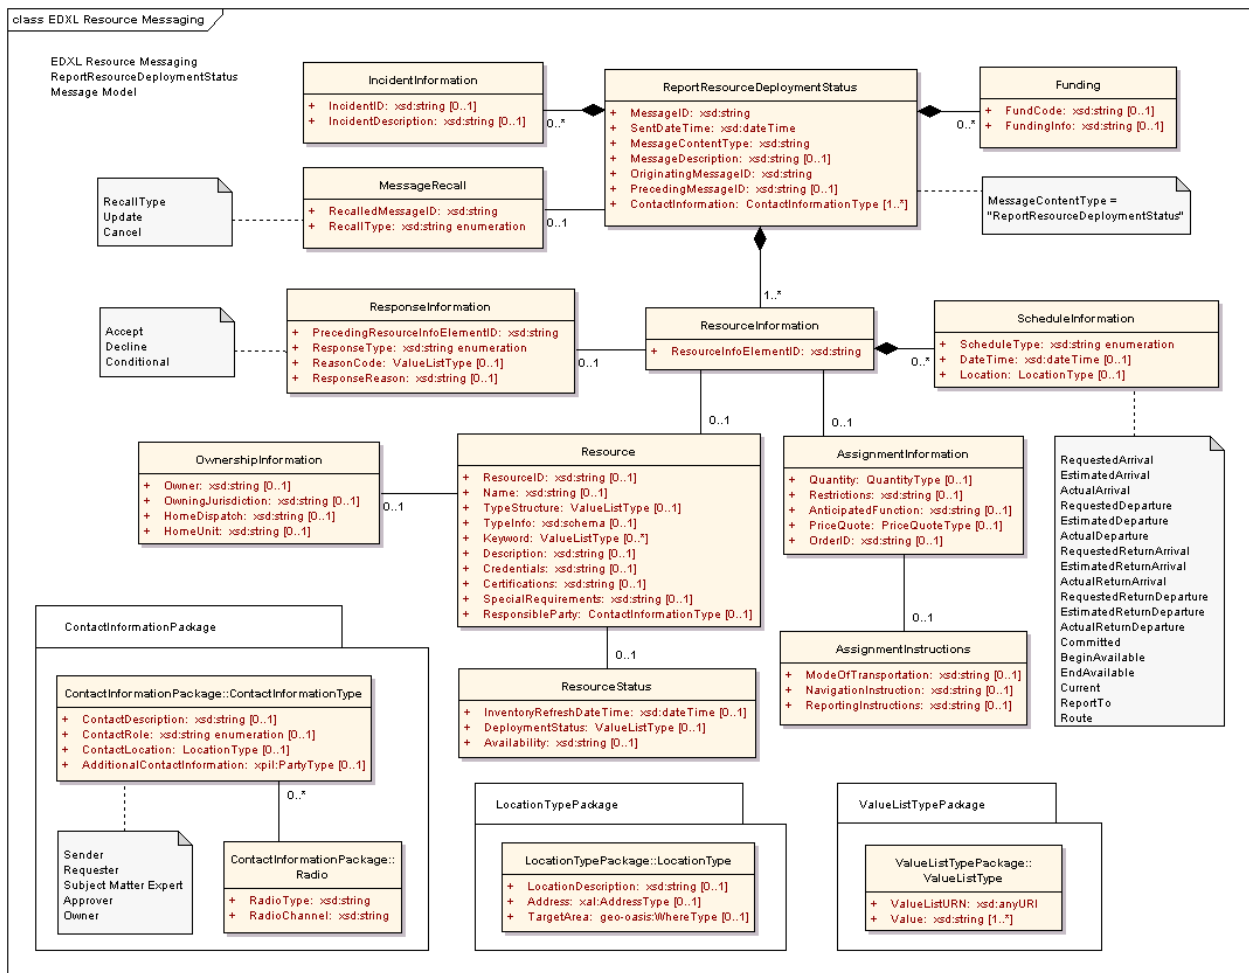 class EDXL Resource Messaging
EDXL Resource Messaging
ReportResourceDeploymentStatus
Message Model
IncidentInformation
+ IncidentID: xsd:string [0..1]
+ IncidentDescription: xsd:string [0..1]
0..*
ReportResourceDeploymentStatus
+ MessageID: xsd:string
+ SentDateTime: xsd:dateTime
+ MessageContentType: xsd:string
+ MessageDescription: xsd:string [0..1]
+ OriginatingMessageID: xsd:string
+ PrecedingMessageID: xsd:string [0..1]
+ ContactInformation: ContactInformationType [1..*]
Funding
+ FundCode: xsd:string [0..1]
+ FundingInfo: xsd:string [0..1]
0..*
RecallType
Update
Cancel
MessageRecall
+ RecalledMessageID: xsd:string
+ RecallType: xsd:string enumeration
0..1
MessageContentType =
"ReportResourceDeploymentStatus"
1..*
Accept
Decline
Conditional
ResponseInformation
+ PrecedingResourceInfoElementID: xsd:string
+ ResponseType: xsd:string enumeration
+ ReasonCode: ValueListType [0..1]
+ ResponseReason: xsd:string [0..1]
0..1
ResourceInformation
+ ResourceInfoElementID: xsd:string
0..*
ScheduleInformation
+ ScheduleType: xsd:string enumeration
+ DateTime: xsd:dateTime [0..1]
+ Location: LocationType [0..1]
0..1
0..1
OwnershipInformation
+ Owner: xsd:string [0..1]
+ OwningJurisdiction: xsd:string [0..1]
+ HomeDispatch: xsd:string [0..1]
+ HomeUnit: xsd:string [0..1]
0..1
Resource
+ ResourceID: xsd:string [0..1]
+ Name: xsd:string [0..1]
+ TypeStructure: ValueListType [0..1]
+ TypeInfo: xsd:schema
+ Keyword: ValueListType [0..*]
+ Description: xsd:string [0..1]
+ Credentials: xsd:string [0..1]
+ Certifications: xsd:string [0..1]
+ SpecialRequirements: xsd:string [0..1]
+ ResponsibleParty: ContactInformationType [0..1]
0..1
AssignmentInformation
+ Quantity: QuantityType [0..1]
+ Restrictions: xsd:string [0..1]
+ AnticipatedFunction: xsd:string [0..1]
+ PriceQuote: PriceQuoteType [0..1]
+ OrderID: xsd:string [0..1]
0..1
RequestedArrival
EstimatedArrival
ActualArrival
RequestedDeparture
EstimatedDeparture
ActualDeparture
RequestedReturnArrival
EstimatedReturnArrival
ActualReturnArrival
RequestedReturnDeparture
EstimatedReturnDeparture
ActualReturnDeparture
Committed
BeginAvailable
EndAvailable
Current
ReportTo
Route
ResourceStatus
+ InventoryRefreshDateTime: xsd:dateTime [0..1]
+ DeploymentStatus: ValueListType [0..1]
+ Availability: xsd:string [0..1]
AssignmentInstructions
+ ModeOfTransportation: xsd:string [0..1]
+ NavigationInstruction: xsd:string [0..1]
+ ReportingInstructions: xsd:string [0..1]
ContactInformationPackage
ContactInformationPackage::ContactInformationType
+ ContactDescription: xsd:string [0..1]
+ ContactRole: xsd:string enumeration [0..1]
+ ContactLocation: LocationType [0..1]
+ AdditionalContactInformation: xpil:PartyType [0..1]
0..*
Sender
Requester
Subject Matter Expert
Approver
Owner
ContactInformationPackage::
Radio
+ RadioType: xsd:string
+ RadioChannel: xsd:string
LocationTypePackage
LocationTypePackage::LocationType
+ LocationDescription: xsd:string [0..1]
+ Address: xal:AddressType [0..1]
+ TargetArea: geo-oasis:WhereType [0..1]
ValueListTypePackage
ValueListTypePackage::
ValueListType
+ ValueListURN: xsd:anyURI
+ Value: xsd:string [1..*]